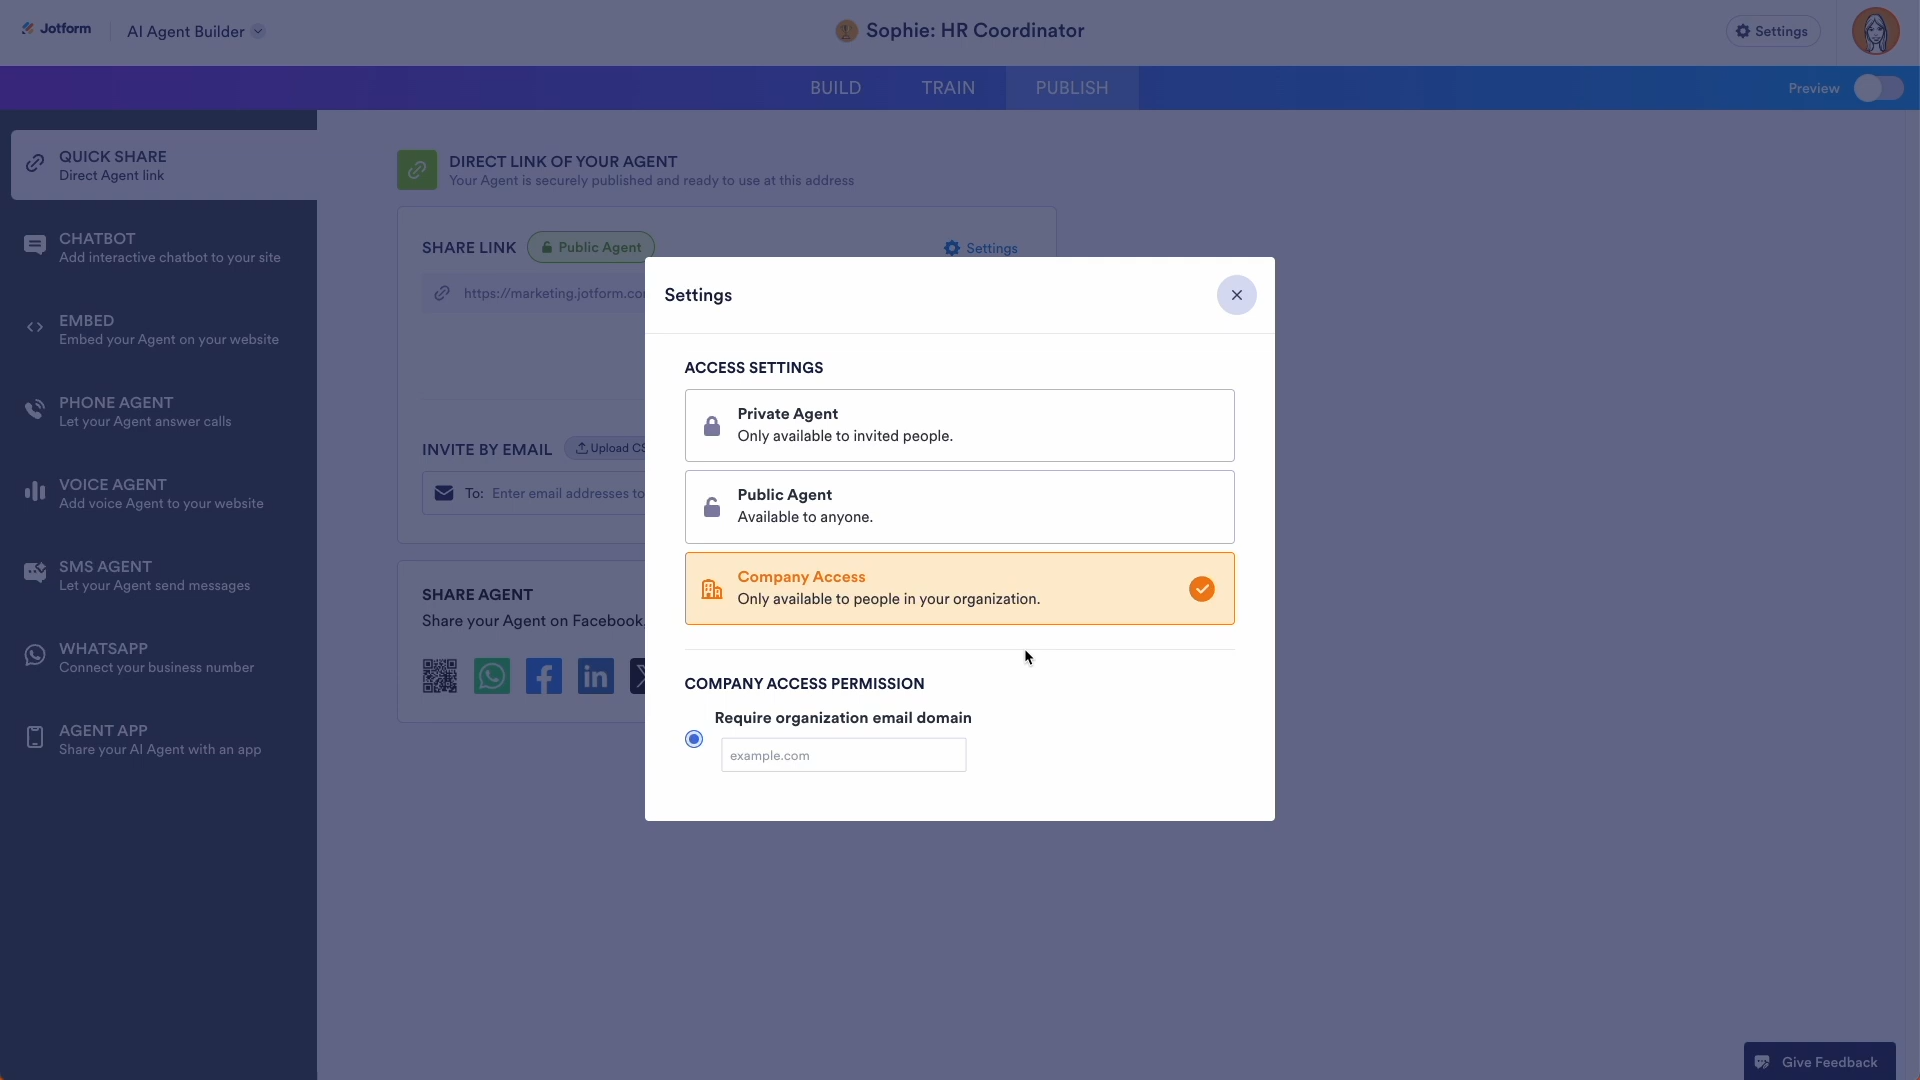 Jotform
AI Agent Builder
Sophie: HR Coordinator
Settings
BUILD
TRAIN
PUBLISH
Preview
QUICK SHARE
Direct Agent link
CHATBOT
Add interactive chatbot to your site
EMBED
Embed your Agent on your website
PHONE AGENT
Let your Agent answer calls
VOICE AGENT
Add voice Agent to your website
SMS AGENT
Let your Agent send messages
WHATSAPP
Connect your business number
AGENT APP
Share your AI Agent with an app
DIRECT LINK OF YOUR AGENT
Your Agent is securely published and ready to use at this address
SHARE LINK
Public Agent
Settings
https://marketing.jotform.co
INVITE BY EMAIL
Upload CS
To: Enter email addresses to
SHARE AGENT
Share your Agent on Facebook,
Settings
ACCESS SETTINGS
Private Agent
Only available to invited people.
Public Agent
Available to anyone.
Company Access
Only available to people in your organization.
COMPANY ACCESS PERMISSION
Require organization email domain
example.com
Give Feedback